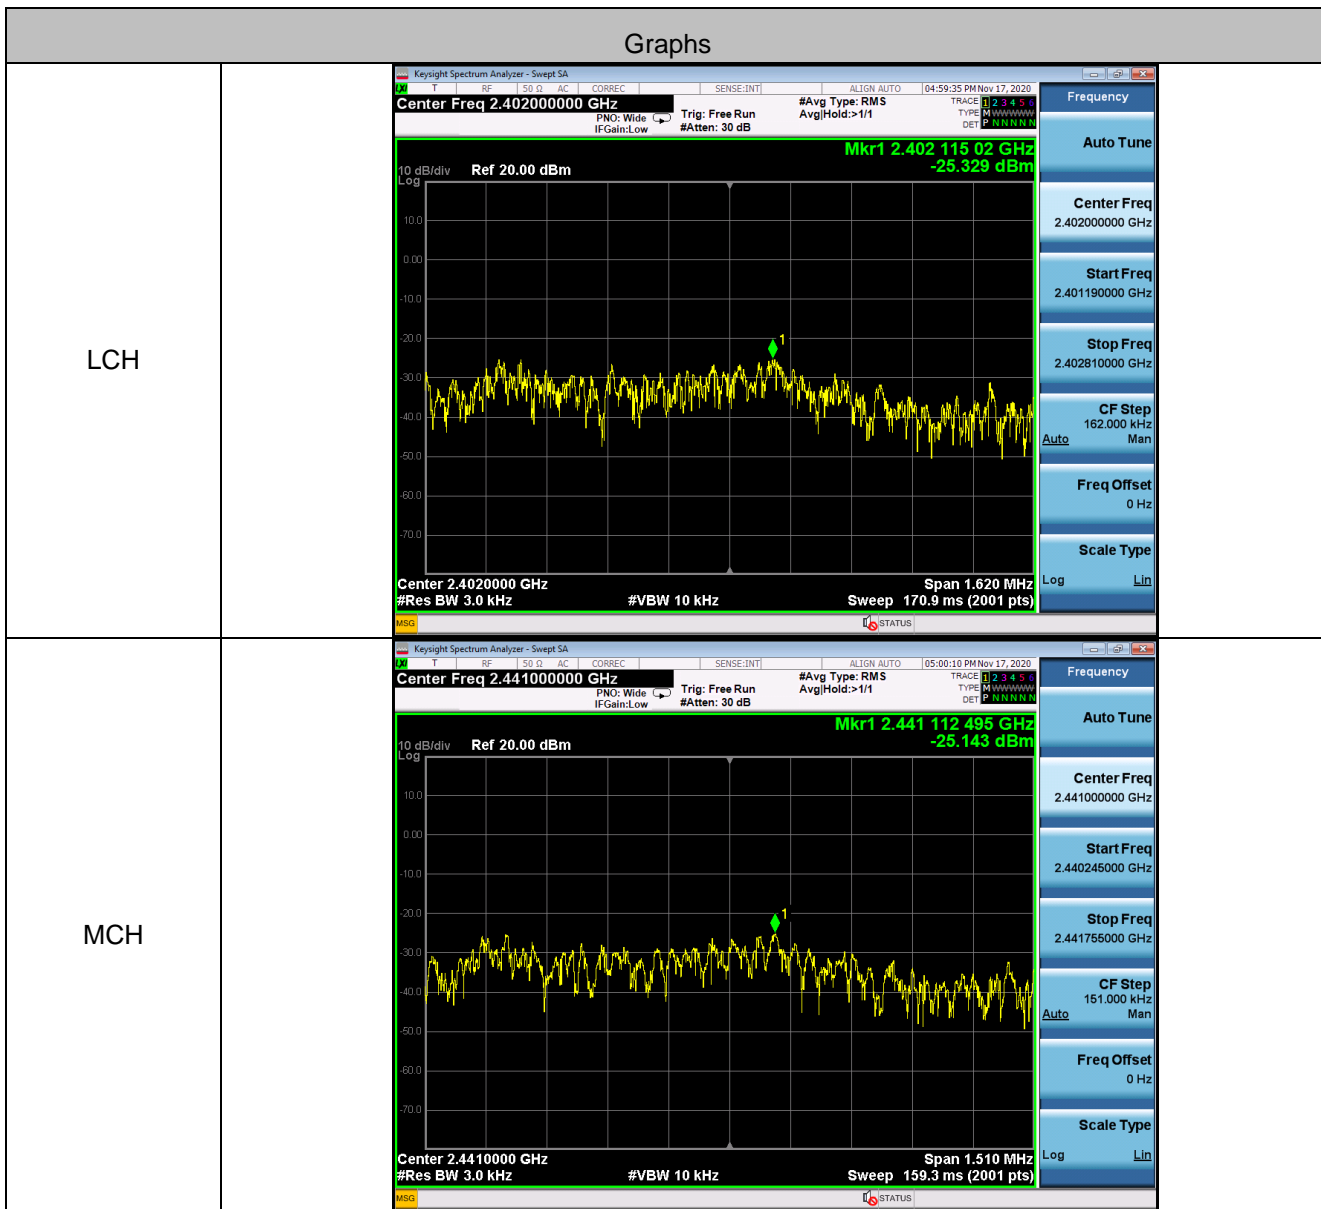 Graphs
LCH
Keysight Spectrum Analyzer - Swept SA
LXI T RF 50 Ω AC CORREC SENSE:INT ALIGN AUTO 04:59:35 PM Nov 17, 2020
Center Freq 2.402000000 GHz
PNO: Wide
IFGain:Low
Trig: Free Run
#Atten: 30 dB
#Avg Type: RMS
Avg|Hold:>1/1
TRACE 1 2 3 4 5 6
TYPE M WWWWW
DET P N N N N N
Mkr1 2.402 115 02 GHz
-25.329 dBm
10 dB/div
Log
Ref 20.00 dBm
10.0
0.00
-10.0
-20.0
-30.0
-40.0
-50.0
-60.0
-70.0
1
Center 2.4020000 GHz
Span 1.620 MHz
#Res BW 3.0 kHz
#VBW 10 kHz
Sweep 170.9 ms (2001 pts)
MSG
STATUS
Frequency
Auto Tune
Center Freq
2.402000000 GHz
Start Freq
2.401190000 GHz
Stop Freq
2.402810000 GHz
CF Step
162.000 kHz
Auto Man
Freq Offset
0 Hz
Scale Type
Log Lin
MCH
Keysight Spectrum Analyzer - Swept SA
LXI T RF 50 Ω AC CORREC SENSE:INT ALIGN AUTO 05:00:10 PM Nov 17, 2020
Center Freq 2.441000000 GHz
PNO: Wide
IFGain:Low
Trig: Free Run
#Atten: 30 dB
#Avg Type: RMS
Avg|Hold:>1/1
TRACE 1 2 3 4 5 6
TYPE M WWWWW
DET P N N N N N
Mkr1 2.441 112 495 GHz
-25.143 dBm
10 dB/div
Log
Ref 20.00 dBm
10.0
0.00
-10.0
-20.0
-30.0
-40.0
-50.0
-60.0
-70.0
1
Center 2.4410000 GHz
Span 1.510 MHz
#Res BW 3.0 kHz
#VBW 10 kHz
Sweep 159.3 ms (2001 pts)
MSG
STATUS
Frequency
Auto Tune
Center Freq
2.441000000 GHz
Start Freq
2.440245000 GHz
Stop Freq
2.441755000 GHz
CF Step
151.000 kHz
Auto Man
Freq Offset
0 Hz
Scale Type
Log Lin